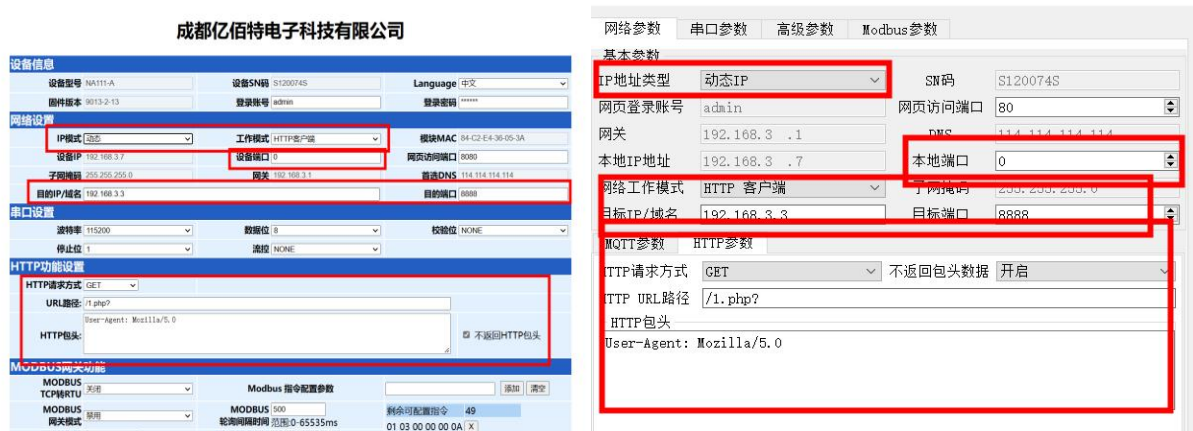 成都亿佰特电子科技有限公司
设备信息
设备型号 NA111-A 设备SN码 S120074S Language 中文
固件版本 9013-2-13 登录账号 admin 登录密码 ******
网络设置
IP模式 动态 工作模式 HTTP客户端 模块MAC 84-C2-E4-36-05-3A
设备IP 192.168.3.7 设备端口 0 网页访问端口 8080
子网掩码 255.255.255.0 网关 192.168.3.1 首选DNS 114.114.114.114
目的IP/域名 192.168.3.3 目的端口 8888
串口设置
波特率 115200 数据位 8 校验位 NONE
停止位 1 流控 NONE
HTTP功能设置
HTTP请求方式 GET
URL路径: /1.php?
HTTP包头: User-Agent: Mozilla/5.0 不返回HTTP包头
MODBUS网关功能
MODBUS TCP转RTU 关闭 Modbus 指令配置参数 添加 清空
MODBUS 网关模式 禁用 MODBUS 轮询间隔时间 500 范围:0-65535ms 剩余可配置指令 49
01 03 00 00 00 0A X
网络参数 串口参数 高级参数 Modbus参数
基本参数
IP地址类型 动态IP SN码 S120074S
网页登录账号 admin 网页访问端口 80
网关 192.168.3 .1 DNS 114.114.114.114
本地IP地址 192.168.3 .7 本地端口 0
网络工作模式 HTTP 客户端 子网掩码 255.255.255.0
目标IP/域名 192.168.3.3 目标端口 8888
MQTT参数 HTTP参数
HTTP请求方式 GET 不返回包头数据 开启
HTTP URL路径 /1.php?
HTTP包头
User-Agent: Mozilla/5.0